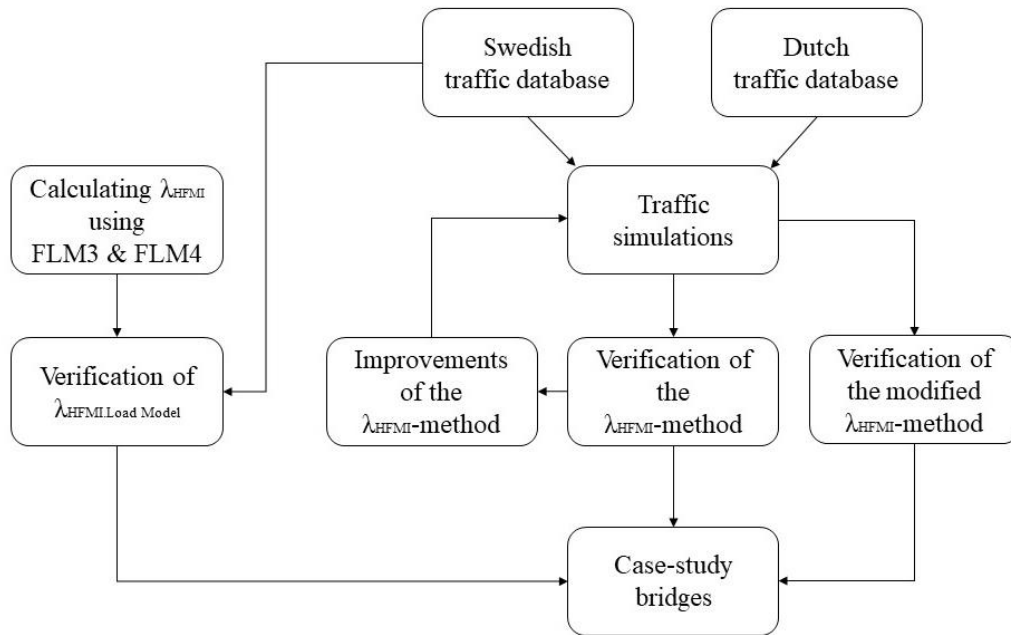 Swedish
traffic database
Dutch
traffic database
Calculating λHFMI
using
FLM3 & FLM4
Traffic
simulations
Verification of
λHFMI.Load Model
Improvements
of the
λHFMI-method
Verification of
the
λHFMI-method
Verification of
the modified
λHFMI-method
Case-study
bridges